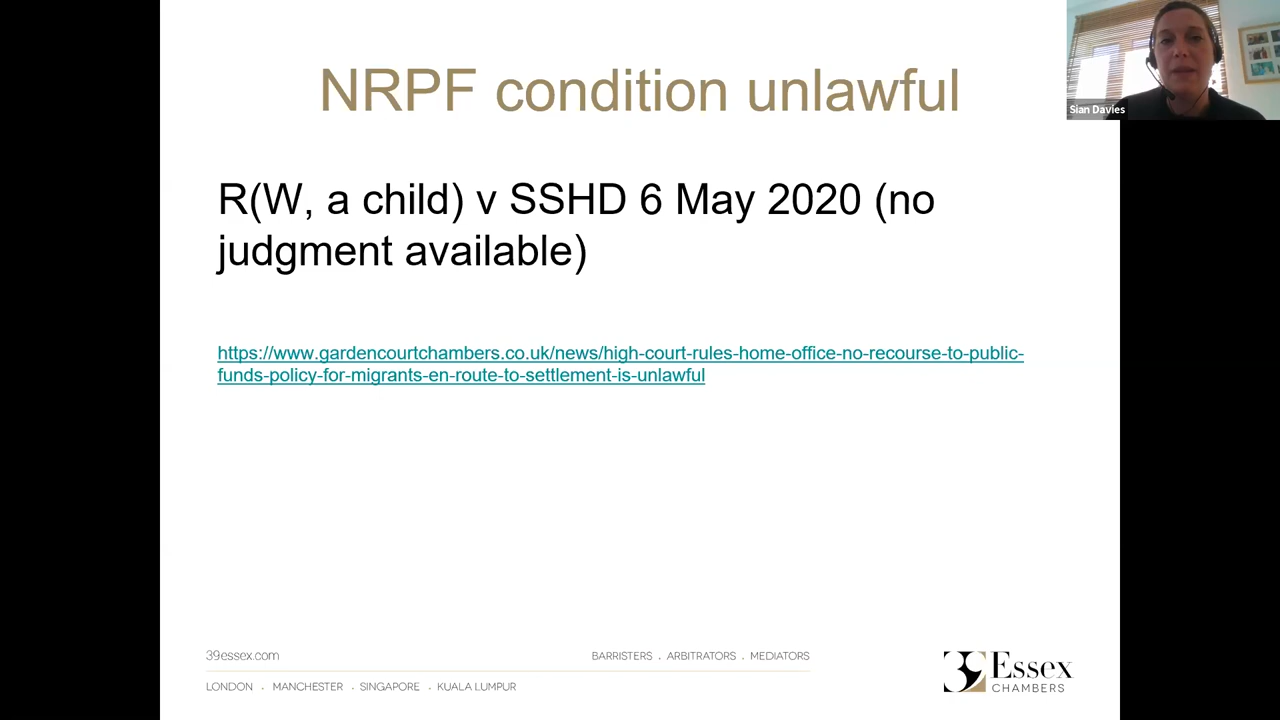 NRPF condition unlawful
Sian Davies
R(W, a child) v SSHD 6 May 2020 (no
judgment available)
https://www.gardencourtchambers.co.uk/news/high-court-rules-home-office-no-recourse-to-public-
funds-policy-for-migrants-en-route-to-settlement-is-unlawful
39essex.com
BARRISTERS . ARBITRATORS . MEDIATORS
LONDON . MANCHESTER . SINGAPORE . KUALA LUMPUR
39 Essex
CHAMBERS